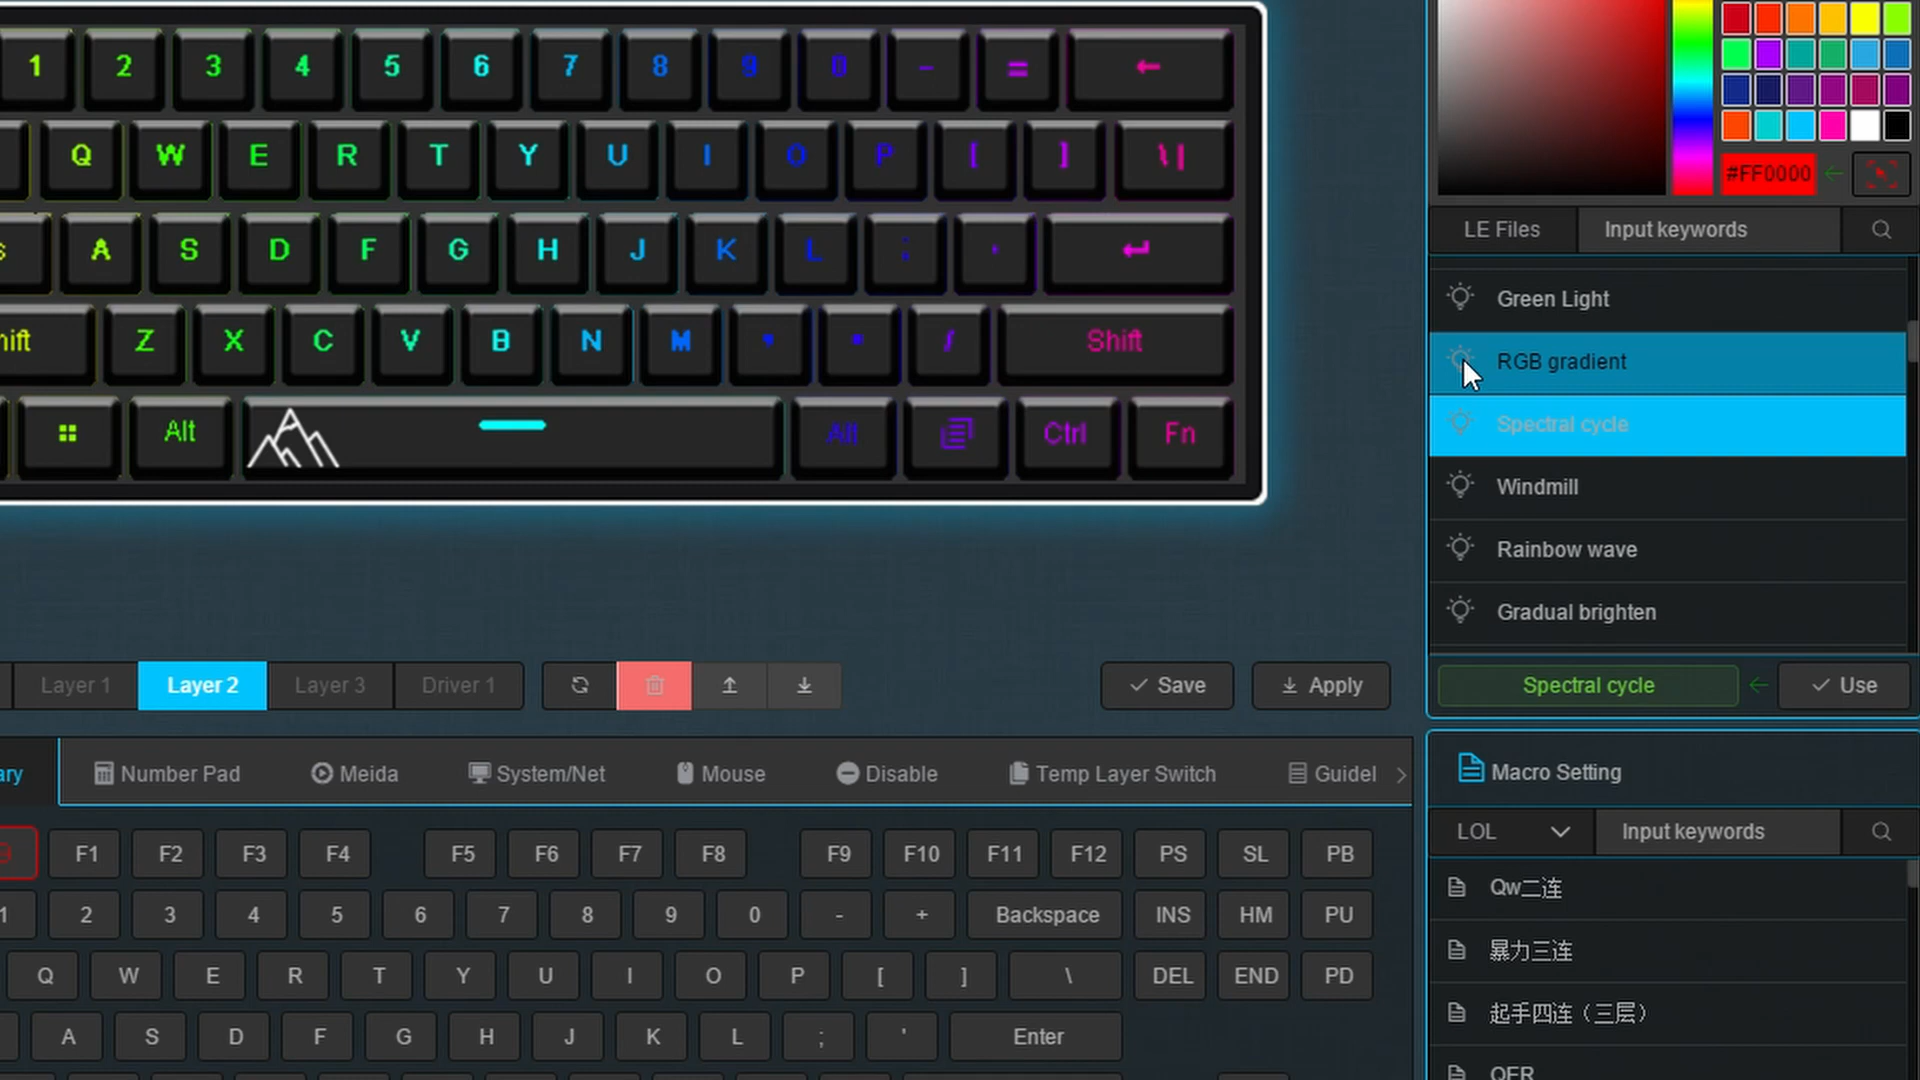 1 2 3 4 5 6 7 8 9 0 - = ←
Q W E R T Y U I O P [ ] \ |
s A S D F G H J K L ; ' ↵
hift Z X C V B N M / Shift
Alt Alt Ctrl Fn
#FF0000 ←
LE Files Input keywords
Green Light
RGB gradient
Spectral cycle
Windmill
Rainbow wave
Gradual brighten
Spectral cycle ← Use
Layer 1 Layer 2 Layer 3 Driver 1 Save Apply
ary Number Pad Meida System/Net Mouse Disable Temp Layer Switch Guidel
F1 F2 F3 F4 F5 F6 F7 F8 F9 F10 F11 F12 PS SL PB
1 2 3 4 5 6 7 8 9 0 - + Backspace INS HM PU
Q W E R T Y U I O P [ ] \ DEL END PD
A S D F G H J K L ; ' Enter
Macro Setting
LOL Input keywords
Qw二连
暴力三连
起手四连（三层）
QER